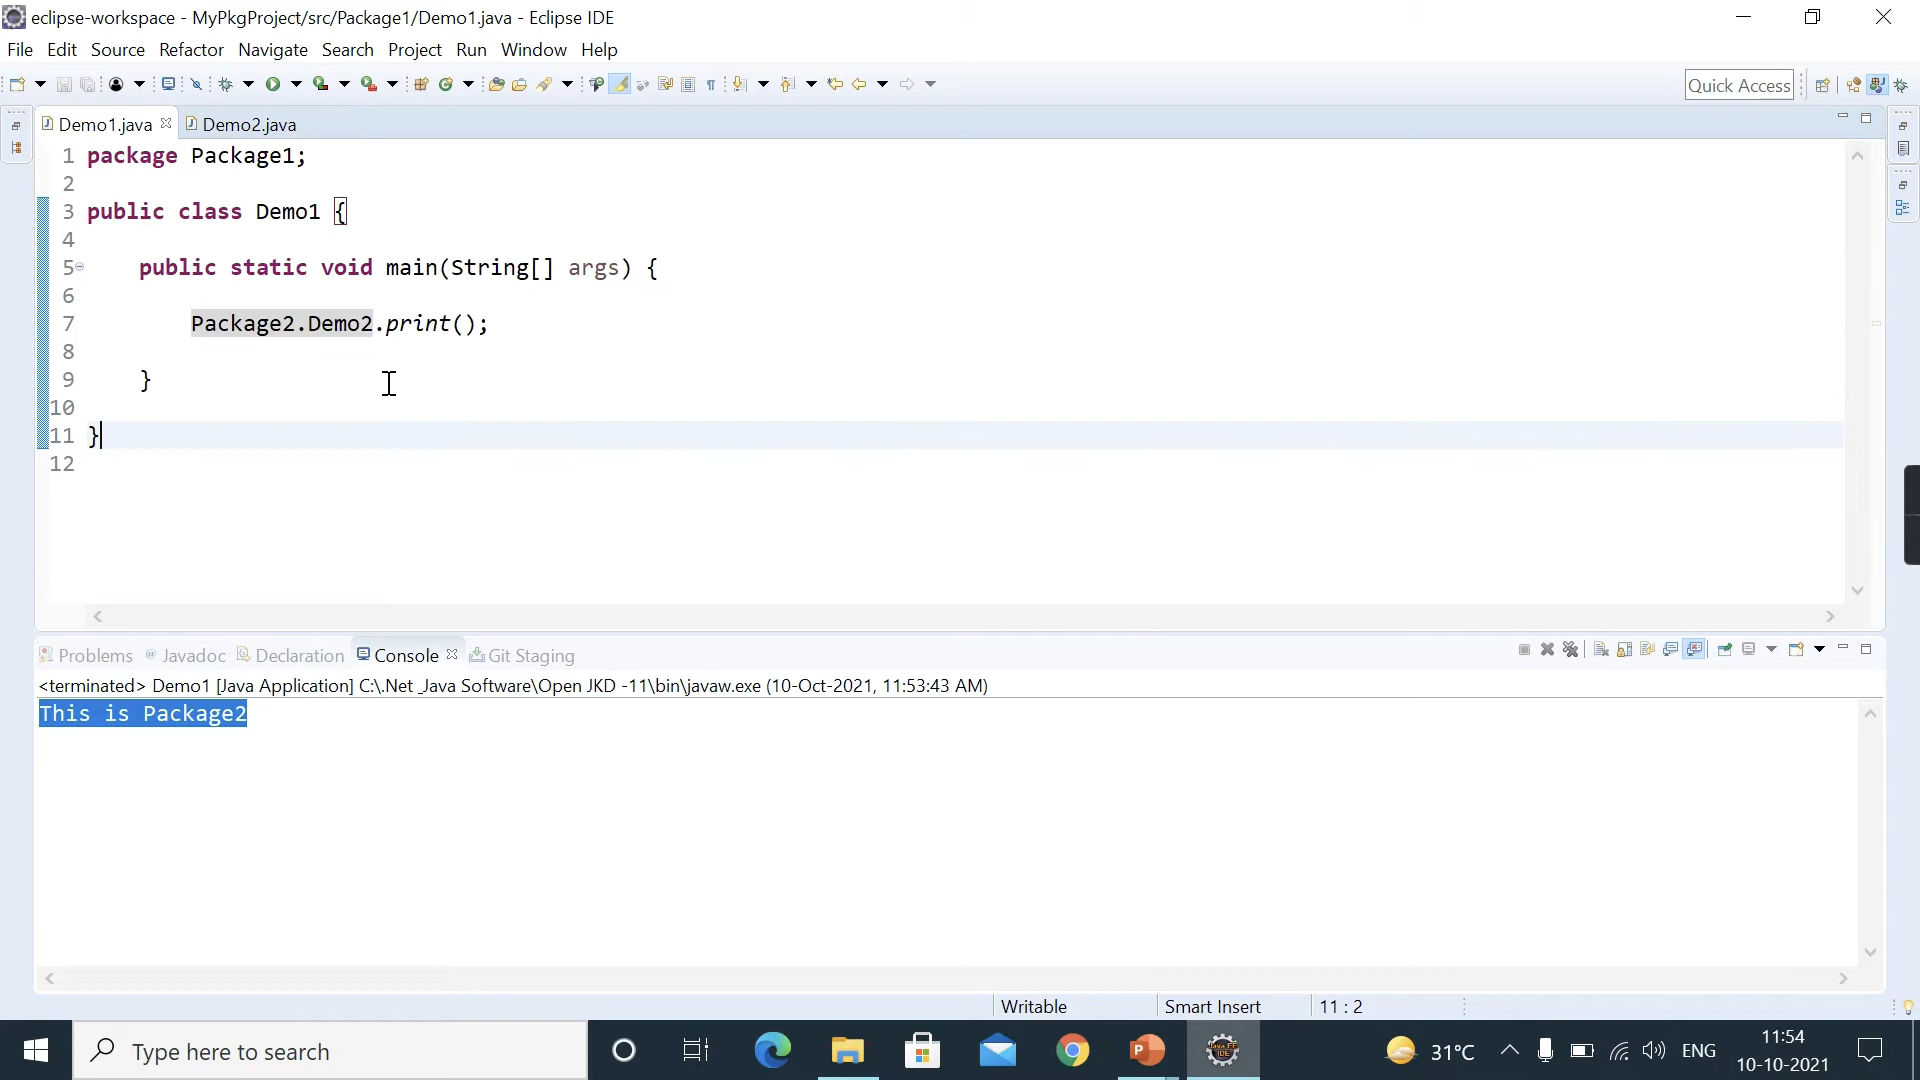 eclipse-workspace - MyPkgProject/src/Package1/Demo1.java - Eclipse IDE
File Edit Source Refactor Navigate Search Project Run Window Help
Quick Access
Demo1.java Demo2.java
1 package Package1;
2
3 public class Demo1 {
4
5 public static void main(String[] args) {
6
7 Package2.Demo2.print();
8
9 }
10
11 }
12
Problems @ Javadoc Declaration Console Git Staging
<terminated> Demo1 [Java Application] C:\.Net _Java Software\Open JKD -11\bin\javaw.exe (10-Oct-2021, 11:53:43 AM)
This is Package2
Writable Smart Insert 11 : 2
Type here to search
31°C ENG 11:54
10-10-2021